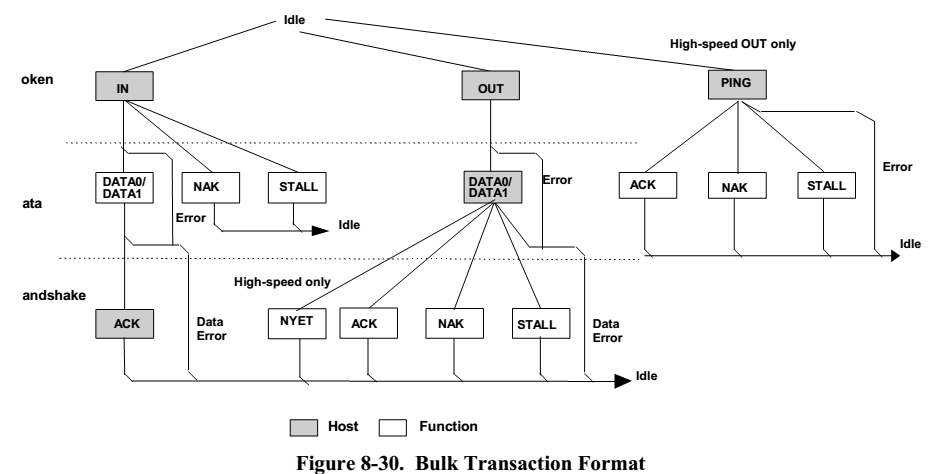 Idle
High-speed OUT only
oken
IN
OUT
PING
Error
DATA0/
DATA1
NAK
STALL
DATA0/
DATA1
Error
ACK
NAK
STALL
ata
Error
Idle
Idle
High-speed only
andshake
ACK
Data
Error
NYET
ACK
NAK
STALL
Data
Error
Idle
Host
Function
Figure 8-30. Bulk Transaction Format